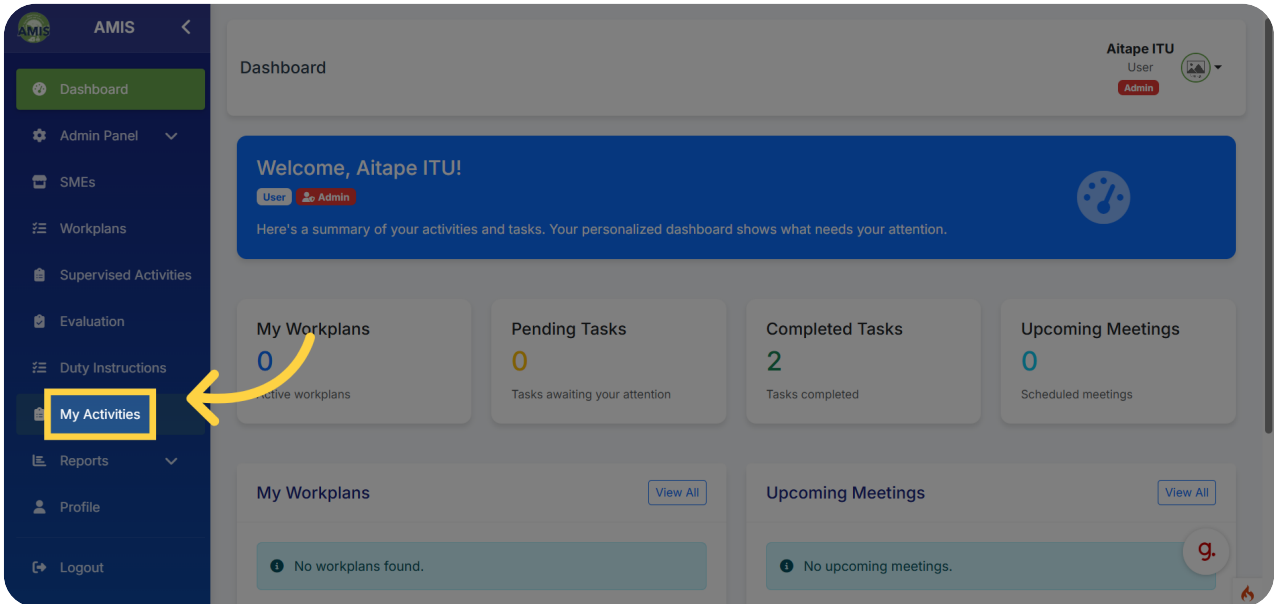 AMIS
AMIS
Dashboard
Admin Panel
SMEs
Workplans
Supervised Activities
Evaluation
Duty Instructions
My Activities
Reports
Profile
Logout
Dashboard
Aitape ITU
User
Admin
Welcome, Aitape ITU!
User Admin
Here's a summary of your activities and tasks. Your personalized dashboard shows what needs your attention.
My Workplans
0
Active workplans
Pending Tasks
0
Tasks awaiting your attention
Completed Tasks
2
Tasks completed
Upcoming Meetings
0
Scheduled meetings
My Workplans
View All
No workplans found.
Upcoming Meetings
View All
No upcoming meetings.
g.